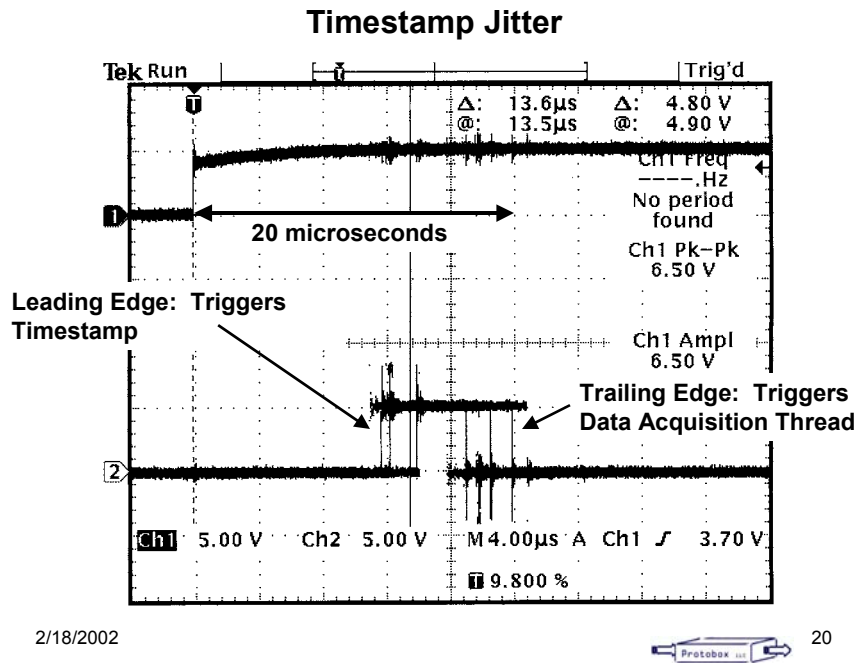 Timestamp Jitter
Tek Run
Trig'd
T
T
Δ: 13.6µs Δ: 4.80 V
@: 13.5µs @: 4.90 V
Ch1 Freq
----.Hz
No period
found
1
20 microseconds
Ch1 Pk-Pk
6.50 V
Leading Edge: Triggers
Timestamp
Ch1 Ampl
6.50 V
Trailing Edge: Triggers
Data Acquisition Thread
2
Ch1 5.00 V Ch2 5.00 V M 4.00µs A Ch1 ƒ 3.70 V
T 9.800 %
2/18/2002
Protobox LLC
20